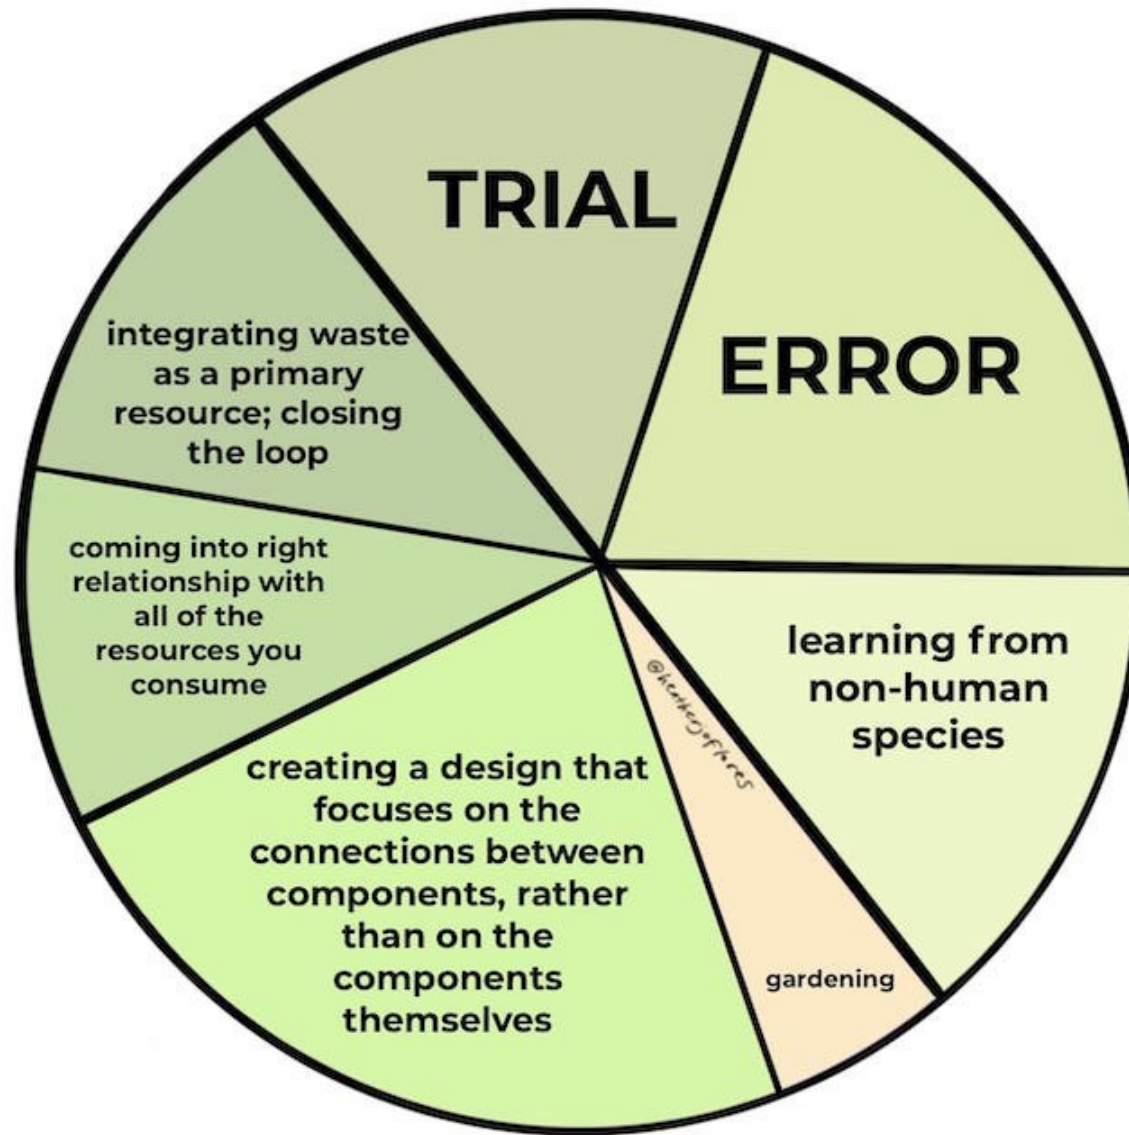 TRIAL
ERROR
integrating waste
as a primary
resource; closing
the loop
coming into right
relationship with
all of the
resources you
consume
learning from
non-human
species
creating a design that
focuses on the
connections between
components, rather
than on the
components
themselves
@heatherjoflores
gardening